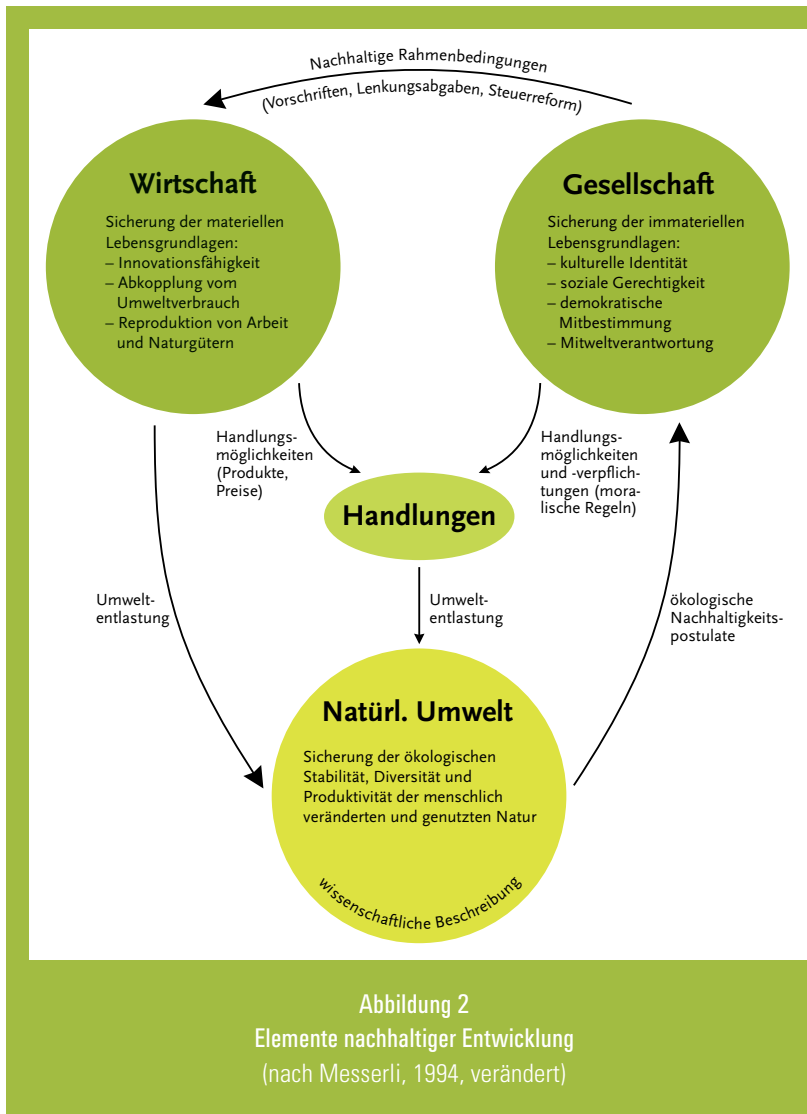 Nachhaltige Rahmenbedingungen
(Vorschriften, Lenkungsabgaben, Steuerreform)
Wirtschaft
Sicherung der materiellen
Lebensgrundlagen:
– Innovationsfähigkeit
– Abkopplung vom
Umweltverbrauch
– Reproduktion von Arbeit
und Naturgütern
Gesellschaft
Sicherung der immateriellen
Lebensgrundlagen:
– kulturelle Identität
– soziale Gerechtigkeit
– demokratische
Mitbestimmung
– Mitweltverantwortung
Handlungs-
möglichkeiten
(Produkte,
Preise)
Handlungs-
möglichkeiten
und -verpflich-
tungen (mora-
lische Regeln)
Handlungen
Umwelt-
entlastung
Umwelt-
entlastung
ökologische
Nachhaltigkeits-
postulate
Natürl. Umwelt
Sicherung der ökologischen
Stabilität, Diversität und
Produktivität der menschlich
veränderten und genutzten Natur
wissenschaftliche Beschreibung
Abbildung 2
Elemente nachhaltiger Entwicklung
(nach Messerli, 1994, verändert)